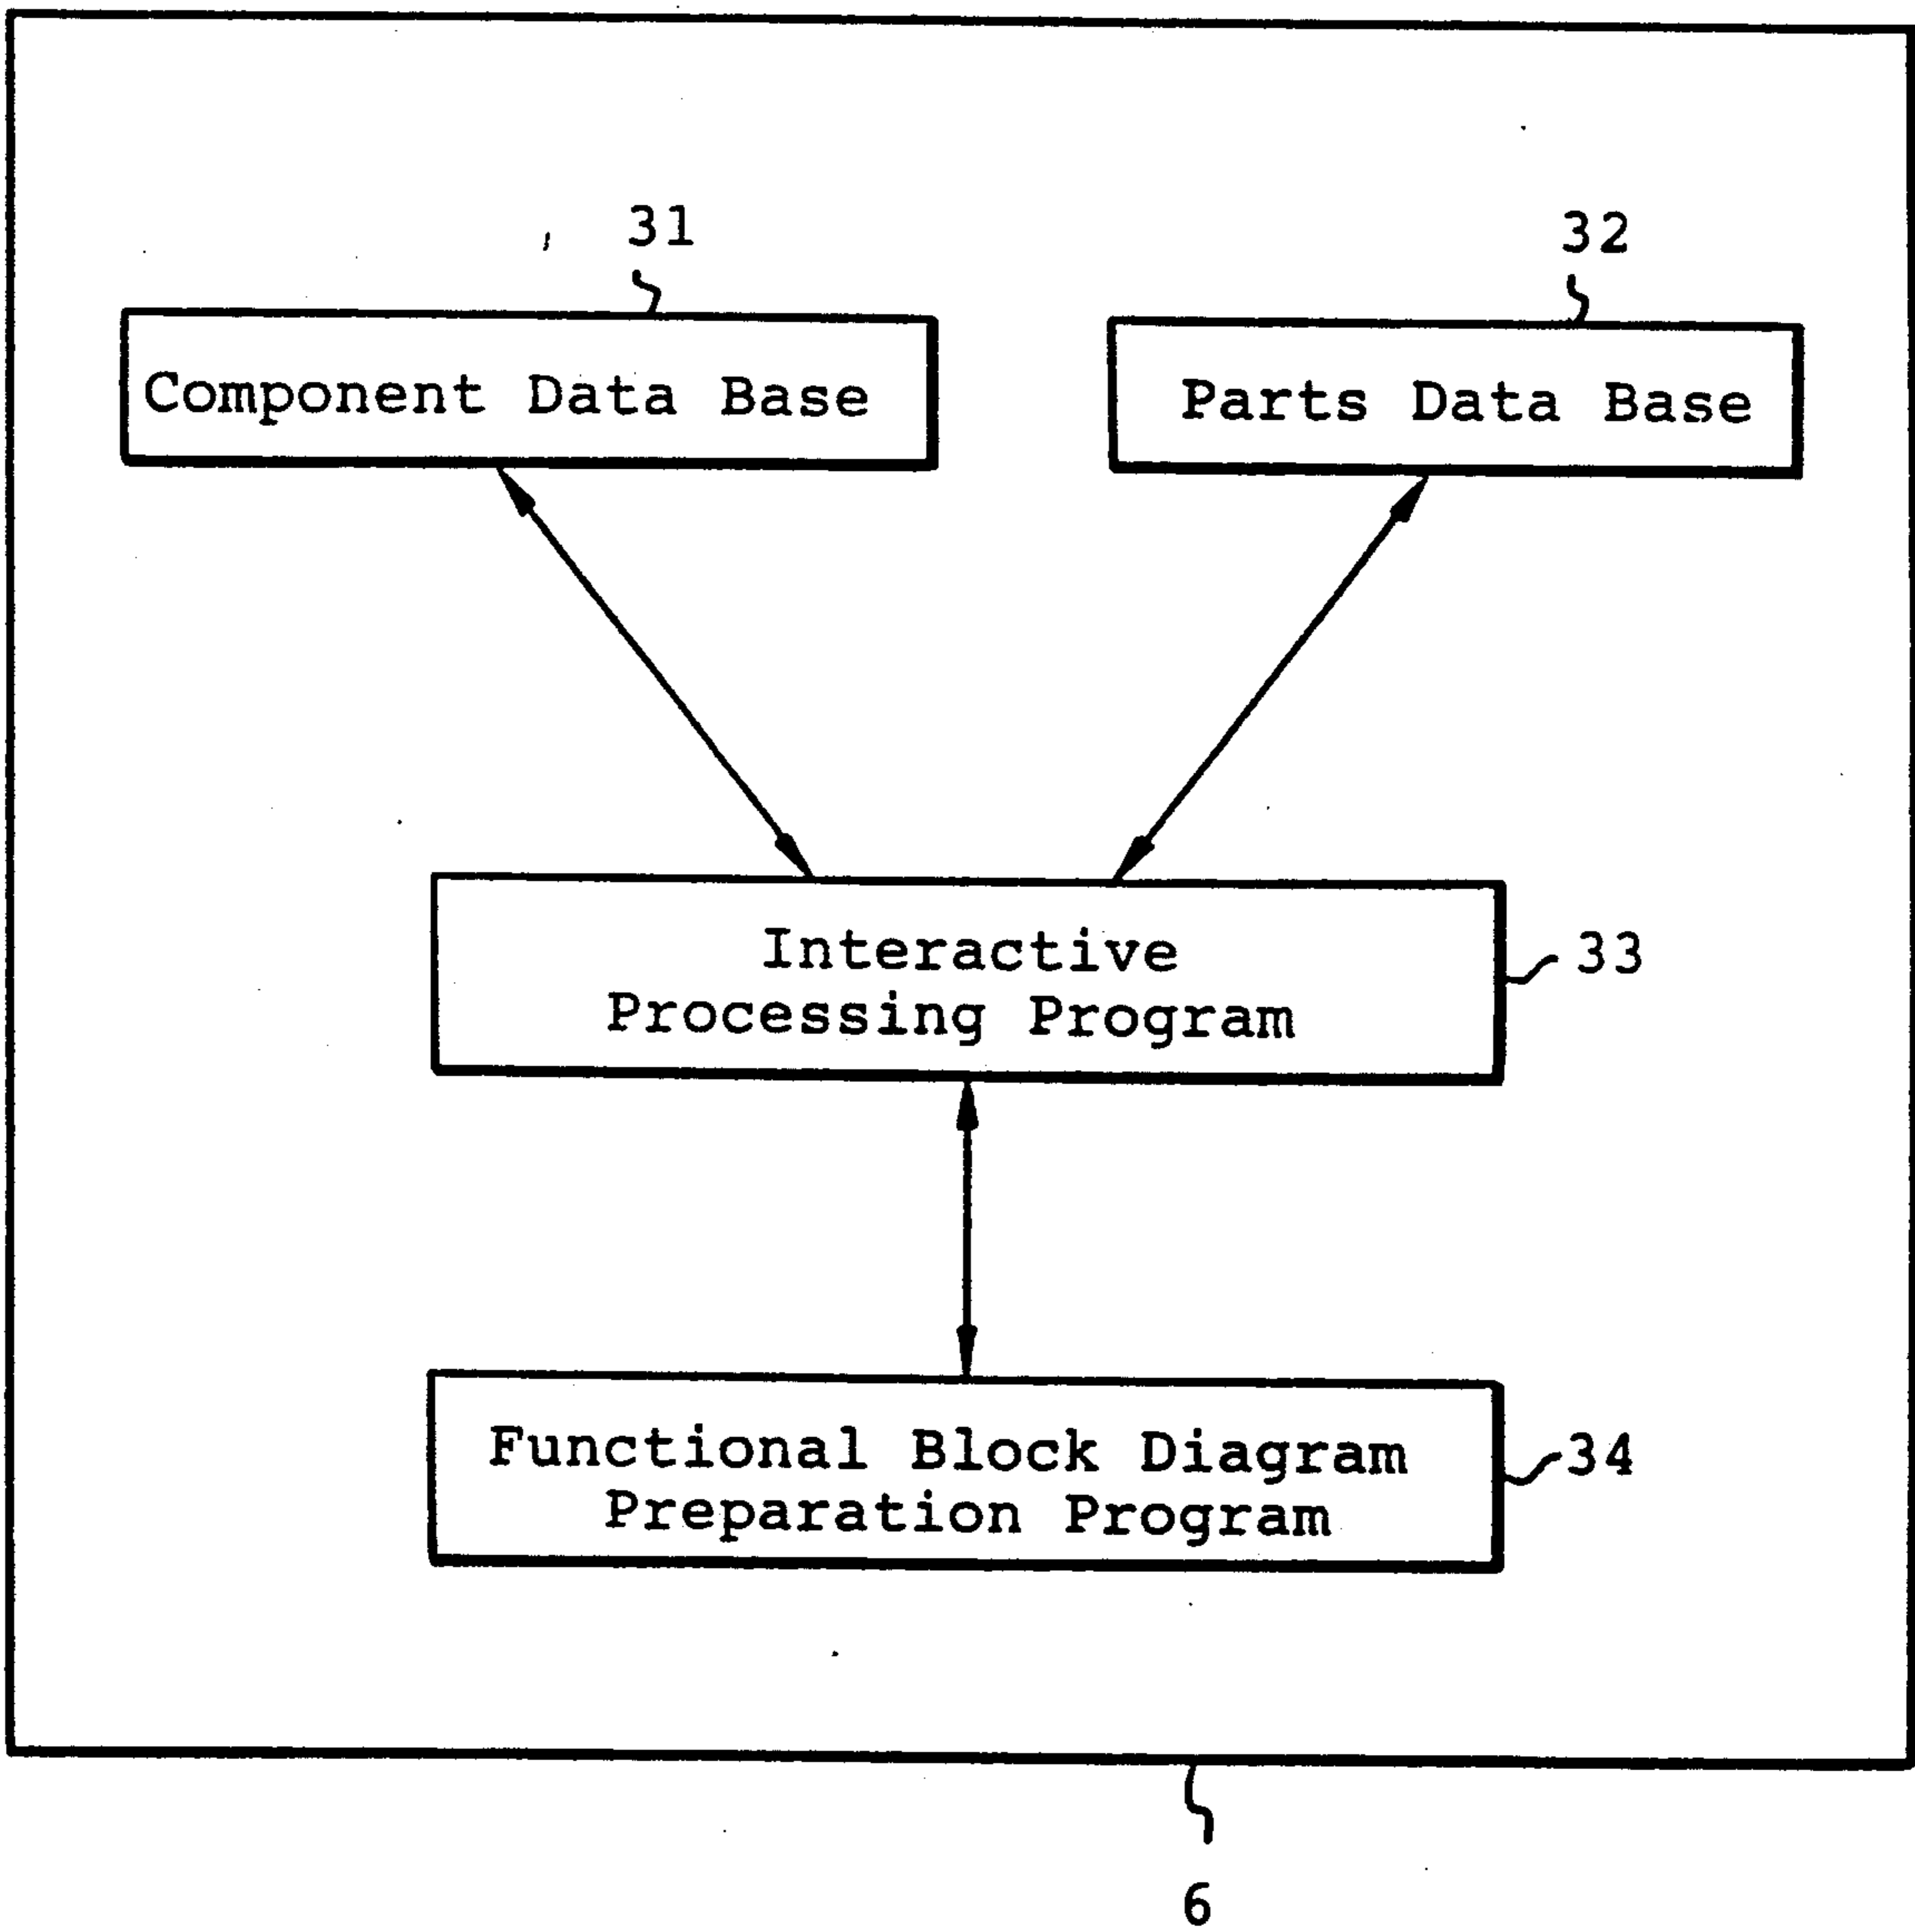 31
32
Component Data Base
Parts Data Base
Interactive
Processing Program
33
Functional Block Diagram
Preparation Program
34
6